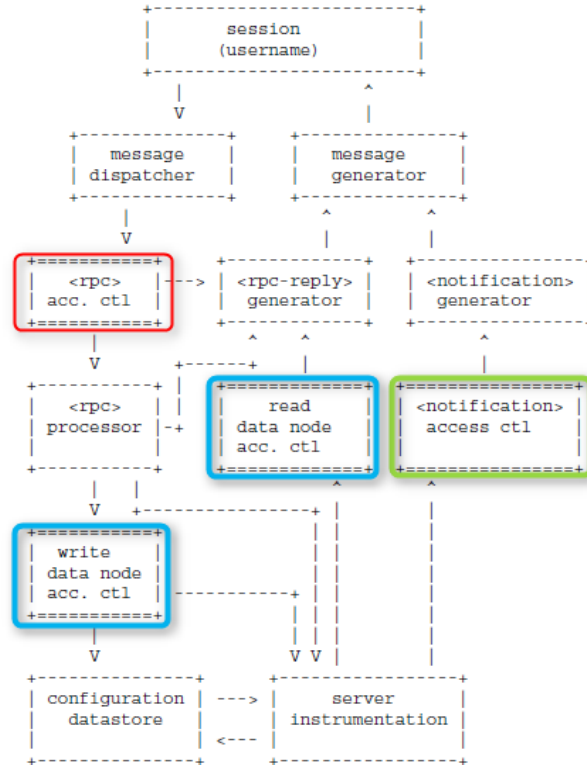 session
(username)
message
dispatcher
message
generator
<rpc>
acc. ctl
<rpc-reply>
generator
<notification>
generator
<rpc>
processor
read
data node
acc. ctl
<notification>
access ctl
write
data node
acc. ctl
configuration
datastore
server
instrumentation